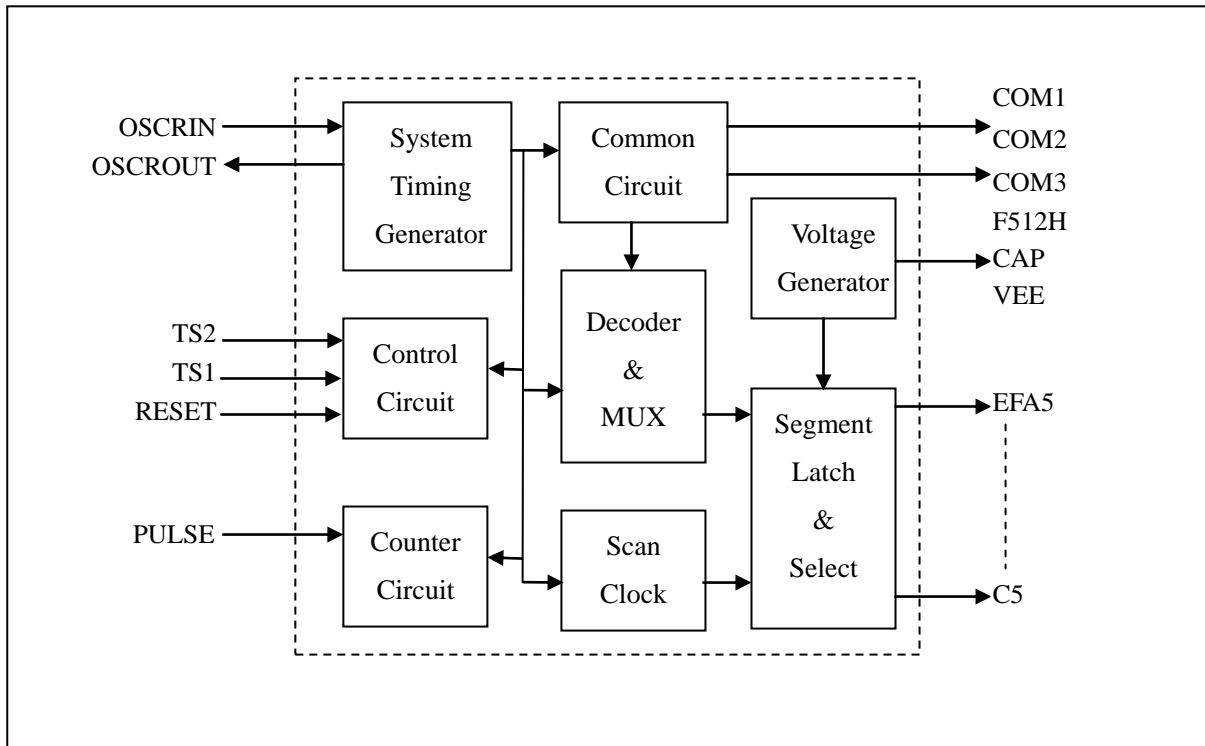 OSCRIN
OSCROUT
System
Timing
Generator
Common
Circuit
COM1
COM2
COM3
F512H
CAP
VEE
Voltage
Generator
TS2
TS1
RESET
Control
Circuit
Decoder
&
MUX
Segment
Latch
&
Select
EFA5
C5
PULSE
Counter
Circuit
Scan
Clock